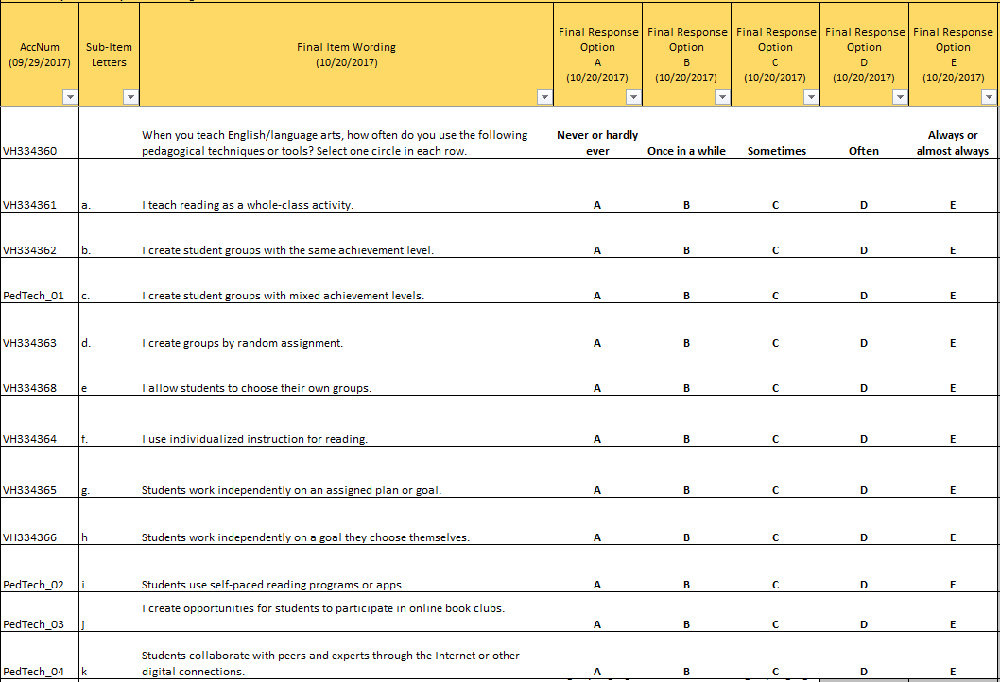 AccNum
(09/29/2017)
Sub-Item
Letters
Final Item Wording
(10/20/2017)
Final Response
Option
A
(10/20/2017)
Final Response
Option
B
(10/20/2017)
Final Response
Option
C
(10/20/2017)
Final Response
Option
D
(10/20/2017)
Final Response
Option
E
(10/20/2017)
VH334360
When you teach English/language arts, how often do you use the following
pedagogical techniques or tools? Select one circle in each row.
Never or hardly
ever
Once in a while
Sometimes
Often
Always or
almost always
VH334361 a. I teach reading as a whole-class activity. A B C D E
VH334362 b. I create student groups with the same achievement level. A B C D E
PedTech_01 c. I create student groups with mixed achievement levels. A B C D E
VH334363 d. I create groups by random assignment. A B C D E
VH334368 e I allow students to choose their own groups. A B C D E
VH334364 f. I use individualized instruction for reading. A B C D E
VH334365 g. Students work independently on an assigned plan or goal. A B C D E
VH334366 h Students work independently on a goal they choose themselves. A B C D E
PedTech_02 i Students use self-paced reading programs or apps. A B C D E
I create opportunities for students to participate in online book clubs.
PedTech_03 j A B C D E
Students collaborate with peers and experts through the Internet or other
PedTech_04 k digital connections. A B C D E